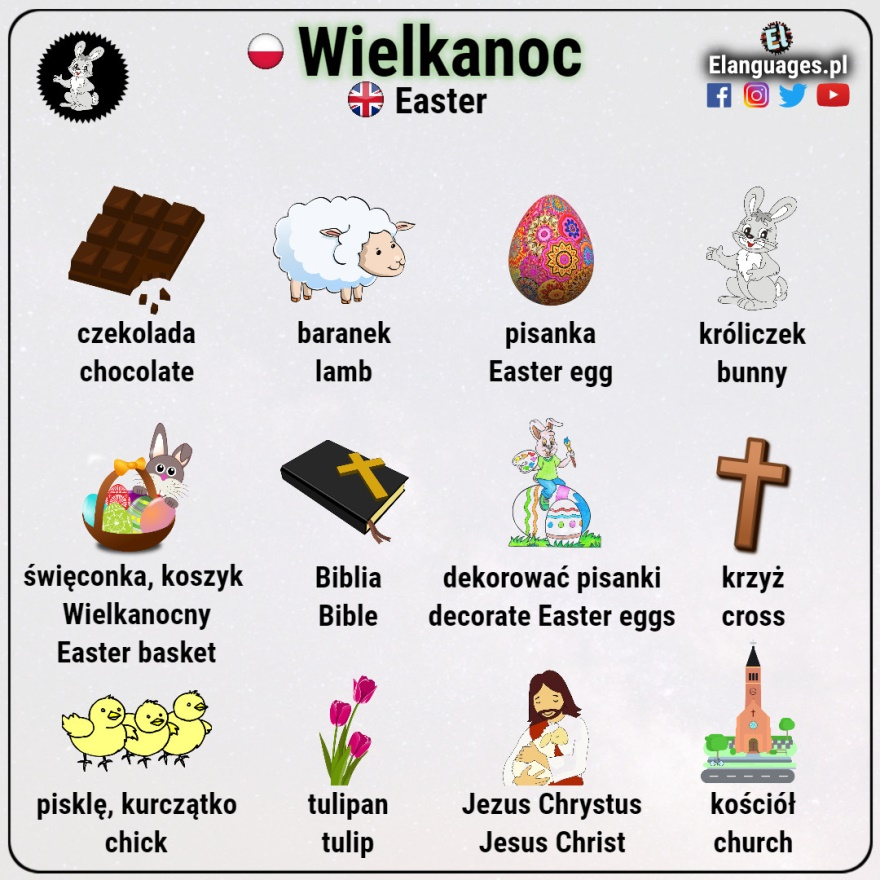 Wielkanoc
Easter
El
Elanguages.pl
czekolada
chocolate
baranek
lamb
pisanka
Easter egg
króliczek
bunny
święconka, koszyk
Wielkanocny
Easter basket
Biblia
Bible
dekorować pisanki
decorate Easter eggs
krzyż
cross
pisklę, kurczątko
chick
tulipan
tulip
Jezus Chrystus
Jesus Christ
kościół
church